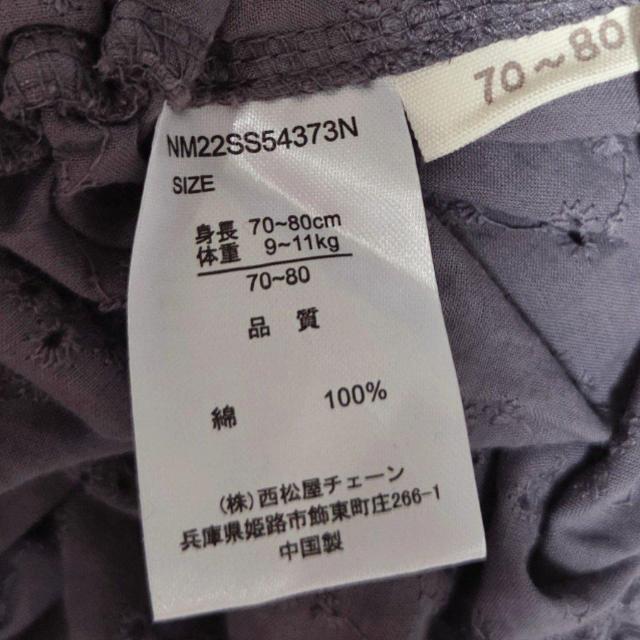 70~80
NM22SS54373N
SIZE
身長 70~80cm
体重 9~11kg
70~80
品 質
綿 100%
(株)西松屋チェーン
兵庫県姫路市飾東町庄266-1
中国製